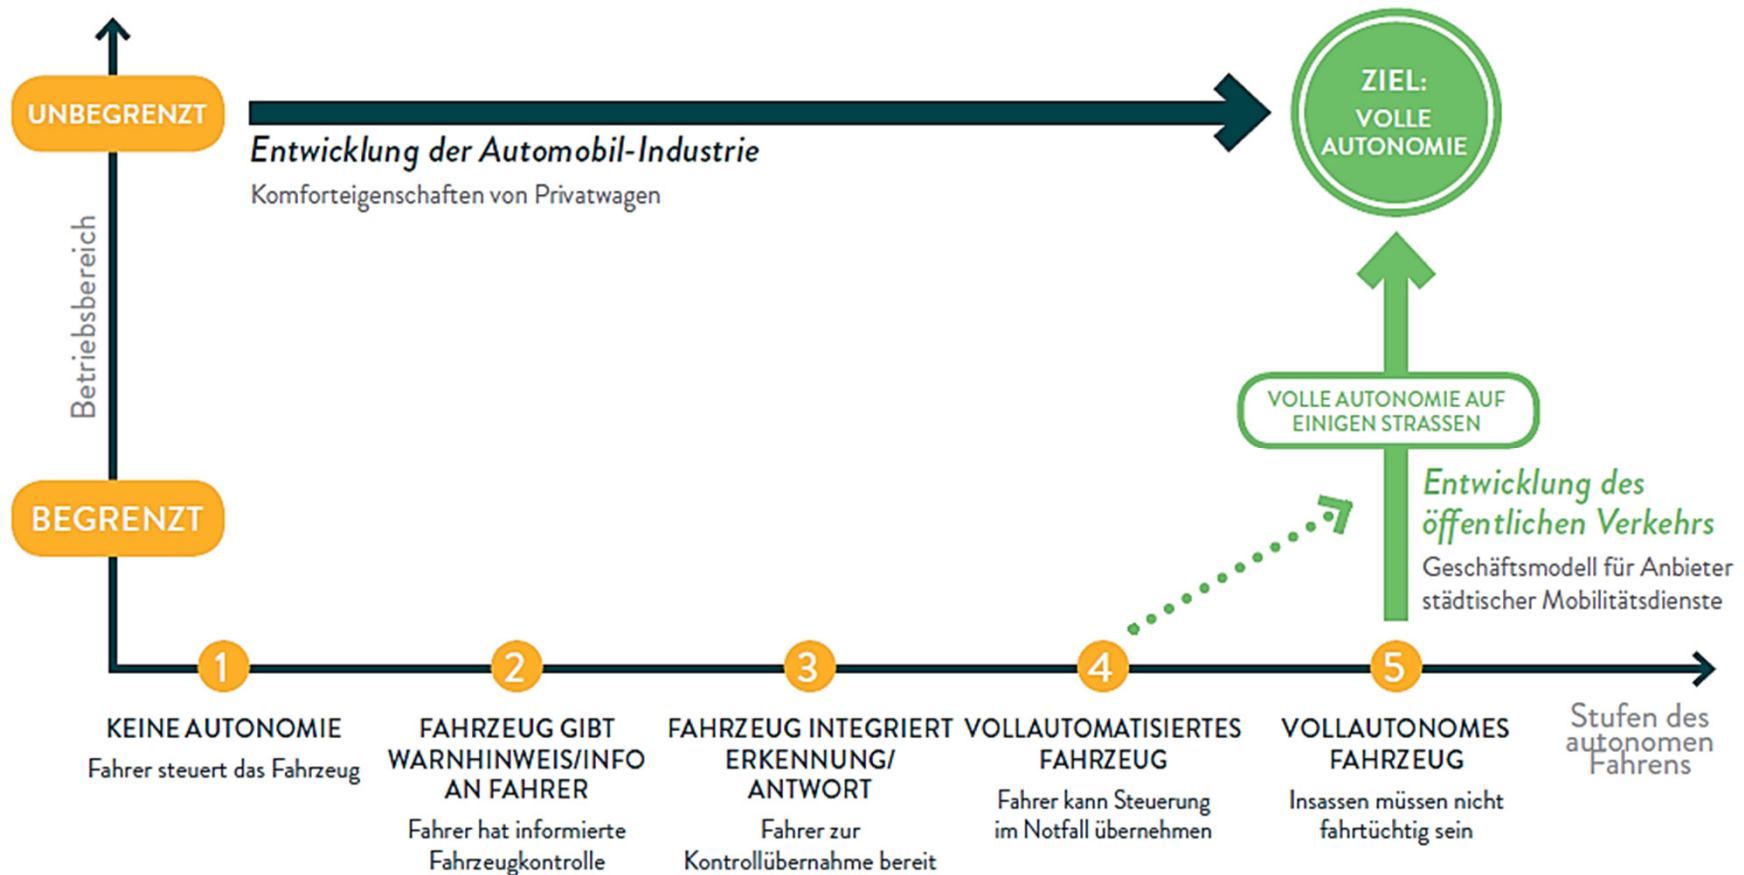 UNBEGRENZT
Entwicklung der Automobil-Industrie
Komforteigenschaften von Privatwagen
ZIEL:
VOLLE
AUTONOMIE
Betriebsbereich
VOLLE AUTONOMIE AUF
EINIGEN STRASSEN
BEGRENZT
Entwicklung des
öffentlichen Verkehrs
Geschäftsmodell für Anbieter
städtischer Mobilitätsdienste
1
KEINE AUTONOMIE
Fahrer steuert das Fahrzeug
2
FAHRZEUG GIBT
WARNHINWEIS/INFO
AN FAHRER
Fahrer hat informierte
Fahrzeugkontrolle
3
FAHRZEUG INTEGRIERT
ERKENNUNG/
ANTWORT
Fahrer zur
Kontrollübernahme bereit
4
VOLLAUTOMATISIERTES
FAHRZEUG
Fahrer kann Steuerung
im Notfall übernehmen
5
VOLLAUTONOMES
FAHRZEUG
Insassen müssen nicht
fahrtüchtig sein
Stufen des
autonomen
Fahrens